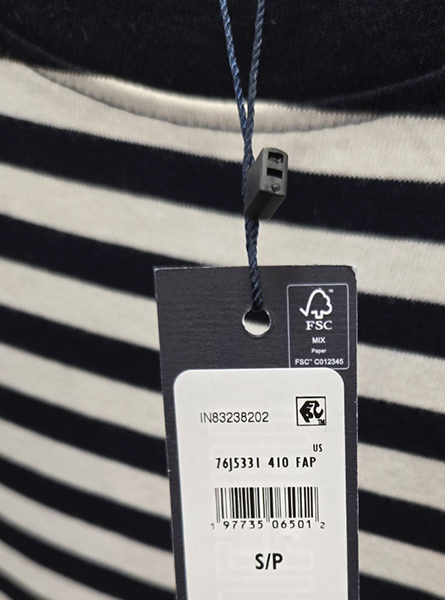 FSC
MIX
Paper
FSC™ C012345
IN83238202
US
76J5331 410 FAP
1 97735 06501 2
S/P